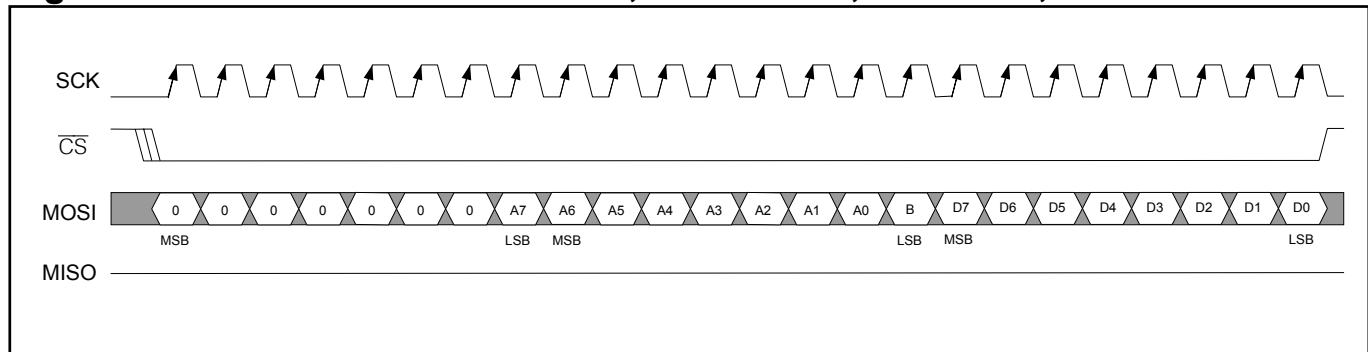 SCK
CS
MOSI 0 0 0 0 0 0 0 A7 A6 A5 A4 A3 A2 A1 A0 B D7 D6 D5 D4 D3 D2 D1 D0
MSB LSB MSB LSB MSB LSB
MISO